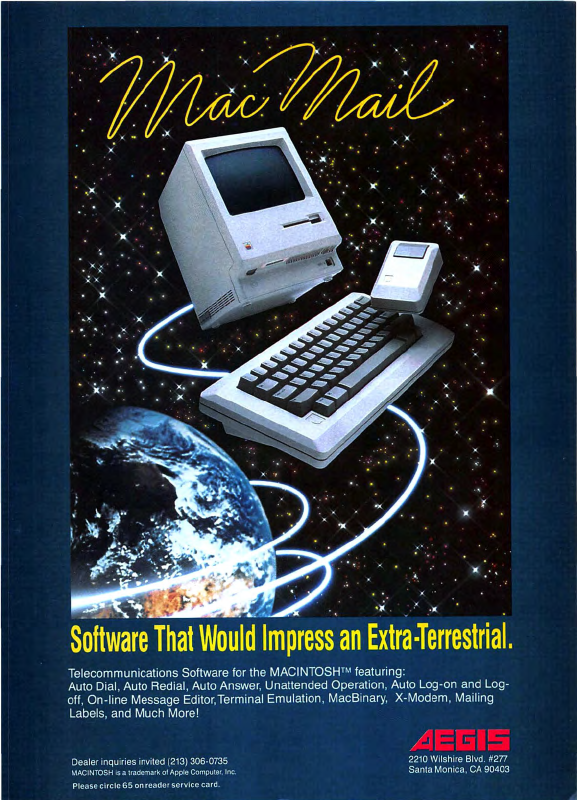 Mac Mail
Software That Would Impress an Extra-Terrestrial.
Telecommunications Software for the MACINTOSH™ featuring:
Auto Dial, Auto Redial, Auto Answer, Unattended Operation, Auto Log-on and Log-
off, On-line Message Editor, Terminal Emulation, MacBinary, X-Modem, Mailing
Labels, and Much More!
AEGIS
Dealer inquiries invited (213) 306-0735
2210 Wilshire Blvd. #277
MACINTOSH is a trademark of Apple Computer, Inc.
Santa Monica, CA 90403
Please circle 65 on reader service card.